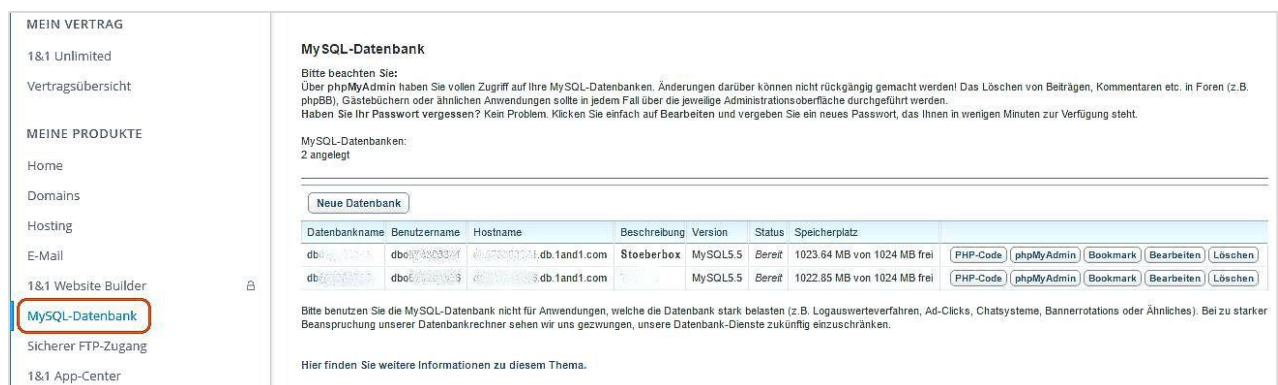 MEIN VERTRAG
1&1 Unlimited
Vertragsübersicht
MEINE PRODUKTE
Home
Domains
Hosting
E-Mail
1&1 Website Builder
MySQL-Datenbank
Sicherer FTP-Zugang
1&1 App-Center
MySQL-Datenbank
Bitte beachten Sie:
Über phpMyAdmin haben Sie vollen Zugriff auf Ihre MySQL-Datenbanken. Änderungen darüber können nicht rückgängig gemacht werden! Das Löschen von Beiträgen, Kommentaren etc. in Foren (z.B.
phpBB), Gästebüchern oder ähnlichen Anwendungen sollte in jedem Fall über die jeweilige Administrationsoberfläche durchgeführt werden.
Haben Sie Ihr Passwort vergessen? Kein Problem. Klicken Sie einfach auf Bearbeiten und vergeben Sie ein neues Passwort, das Ihnen in wenigen Minuten zur Verfügung steht.
MySQL-Datenbanken:
2 angelegt
Neue Datenbank
Datenbankname Benutzername Hostname Beschreibung Version Status Speicherplatz
.db.1and1.com Stoeberbox MySQL5.5 Bereit 1023.64 MB von 1024 MB frei PHP-Code phpMyAdmin Bookmark Bearbeiten Löschen
.db.1and1.com MySQL5.5 Bereit 1022.85 MB von 1024 MB frei PHP-Code phpMyAdmin Bookmark Bearbeiten Löschen
Bitte benutzen Sie die MySQL-Datenbank nicht für Anwendungen, welche die Datenbank stark belasten (z.B. Logauswerteverfahren, Ad-Clicks, Chatsysteme, Bannerrotations oder Ähnliches). Bei zu starker
Beanspruchung unserer Datenbankrechner sehen wir uns gezwungen, unsere Datenbank-Dienste zukünftig einzuschränken.
Hier finden Sie weitere Informationen zu diesem Thema.